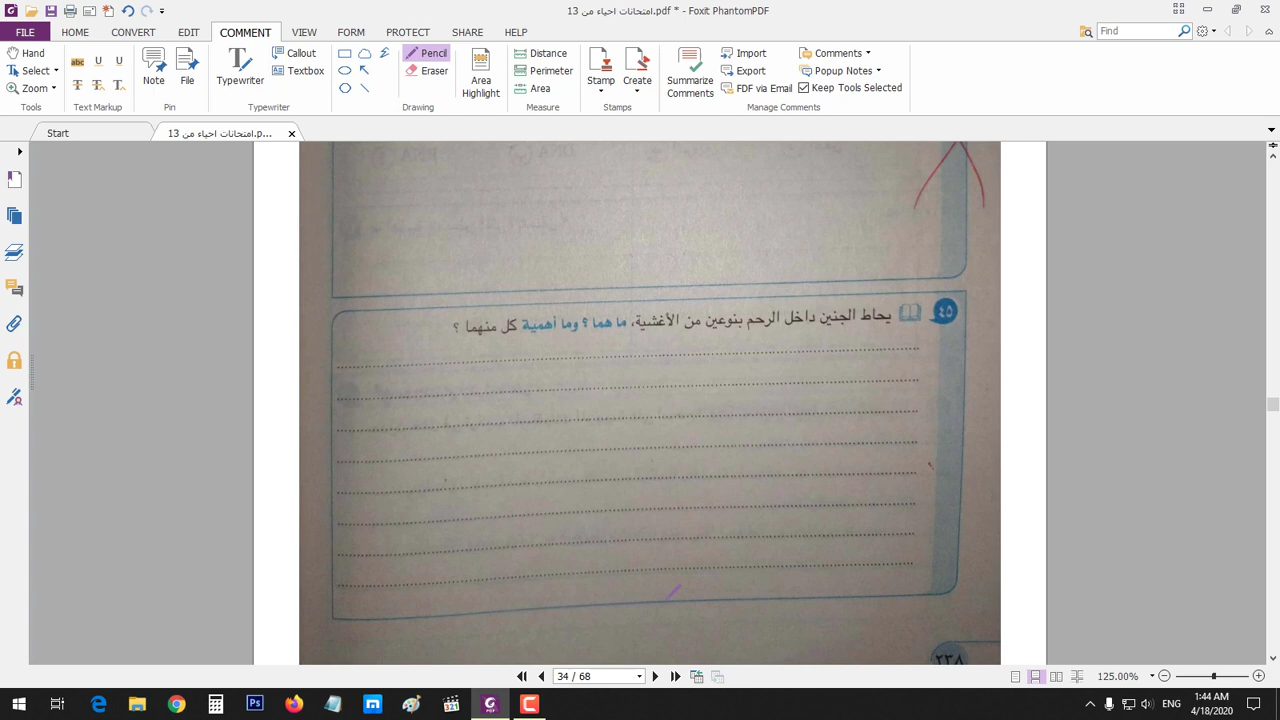 امتحانات احياء من 13.pdf * - Foxit PhantomPDF
FILE HOME CONVERT EDIT COMMENT VIEW FORM PROTECT SHARE HELP
Find
Hand
Select
Zoom
Tools
abc U U
T T T
Text Markup
Note File
Pin
Typewriter
Callout
Textbox
Typewriter
Pencil
Eraser
Area Highlight
Drawing
Distance
Perimeter
Area
Measure
Stamp Create
Stamps
Summarize Comments
Import
Export
FDF via Email
Comments
Popup Notes
Keep Tools Selected
Manage Comments
Start
امتحانات احياء من 13.p...
٤٥ يحاط الجنين داخل الرحم بنوعين من الأغشية، ما هما ؟ وما أهمية كل منهما ؟
٢٣٨
34 / 68
125.00%
ENG
1:44 AM
4/18/2020